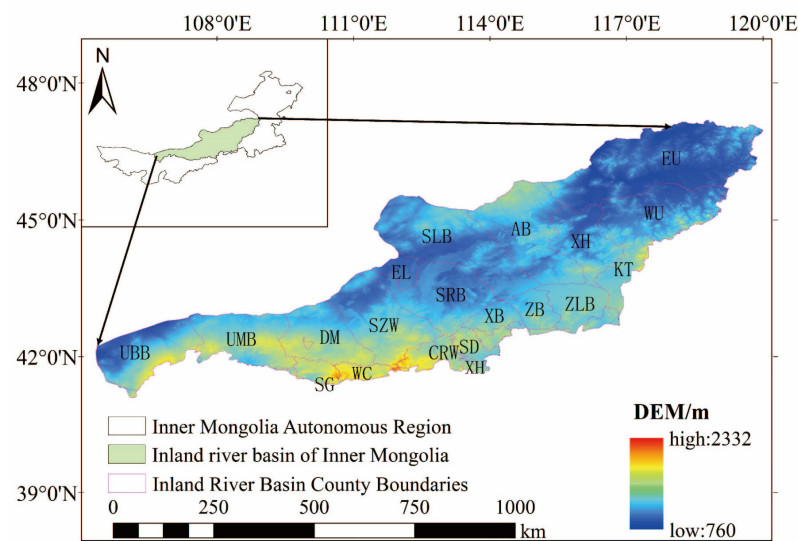 108°0'E 111°0'E 114°0'E 117°0'E 120°0'E
48°0'N
45°0'N
42°0'N
39°0'N
N
EU
WU
AB
SLB
XH
KT
EL
SRB
ZLB
ZB
XB
SZW
DM
UMB
UBB
SD
CRW
XH
WC
SG
Inner Mongolia Autonomous Region
Inland river basin of Inner Mongolia
Inland River Basin County Boundaries
0 250 500 750 1000
km
DEM/m
high:2332
low:760